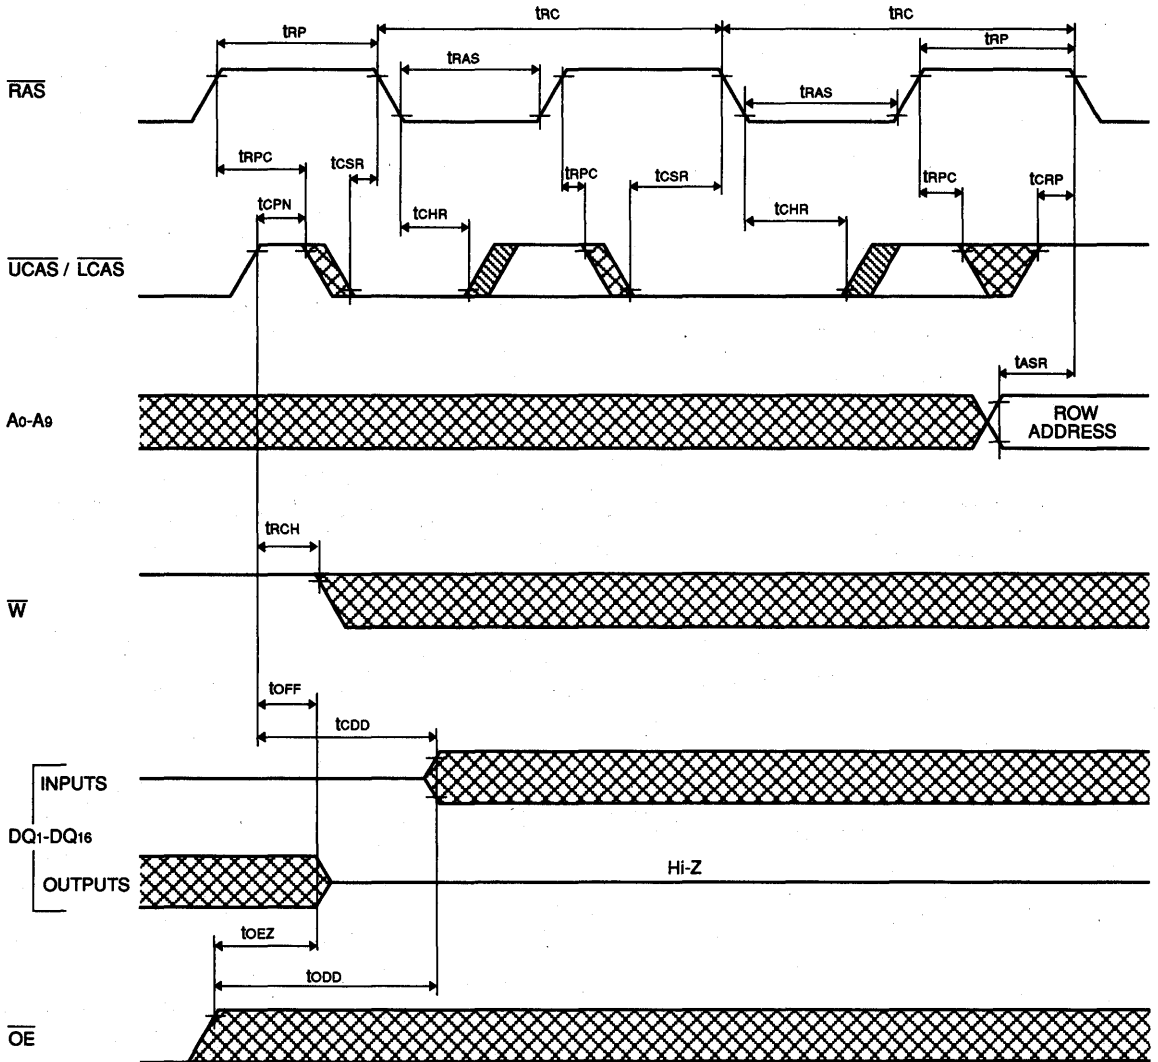 tRC tRC
tRP tRP
tRAS
RAS
tRAS
tRPC tCSR tRPC tCSR tRPC tCRP
tCPN tCHR tCHR
UCAS / LCAS
tASR
A0-A9 ROW
ADDRESS
tRCH
W
tOFF
tCDD
INPUTS
DQ1-DQ16
Hi-Z
OUTPUTS
tOEZ
tODD
OE